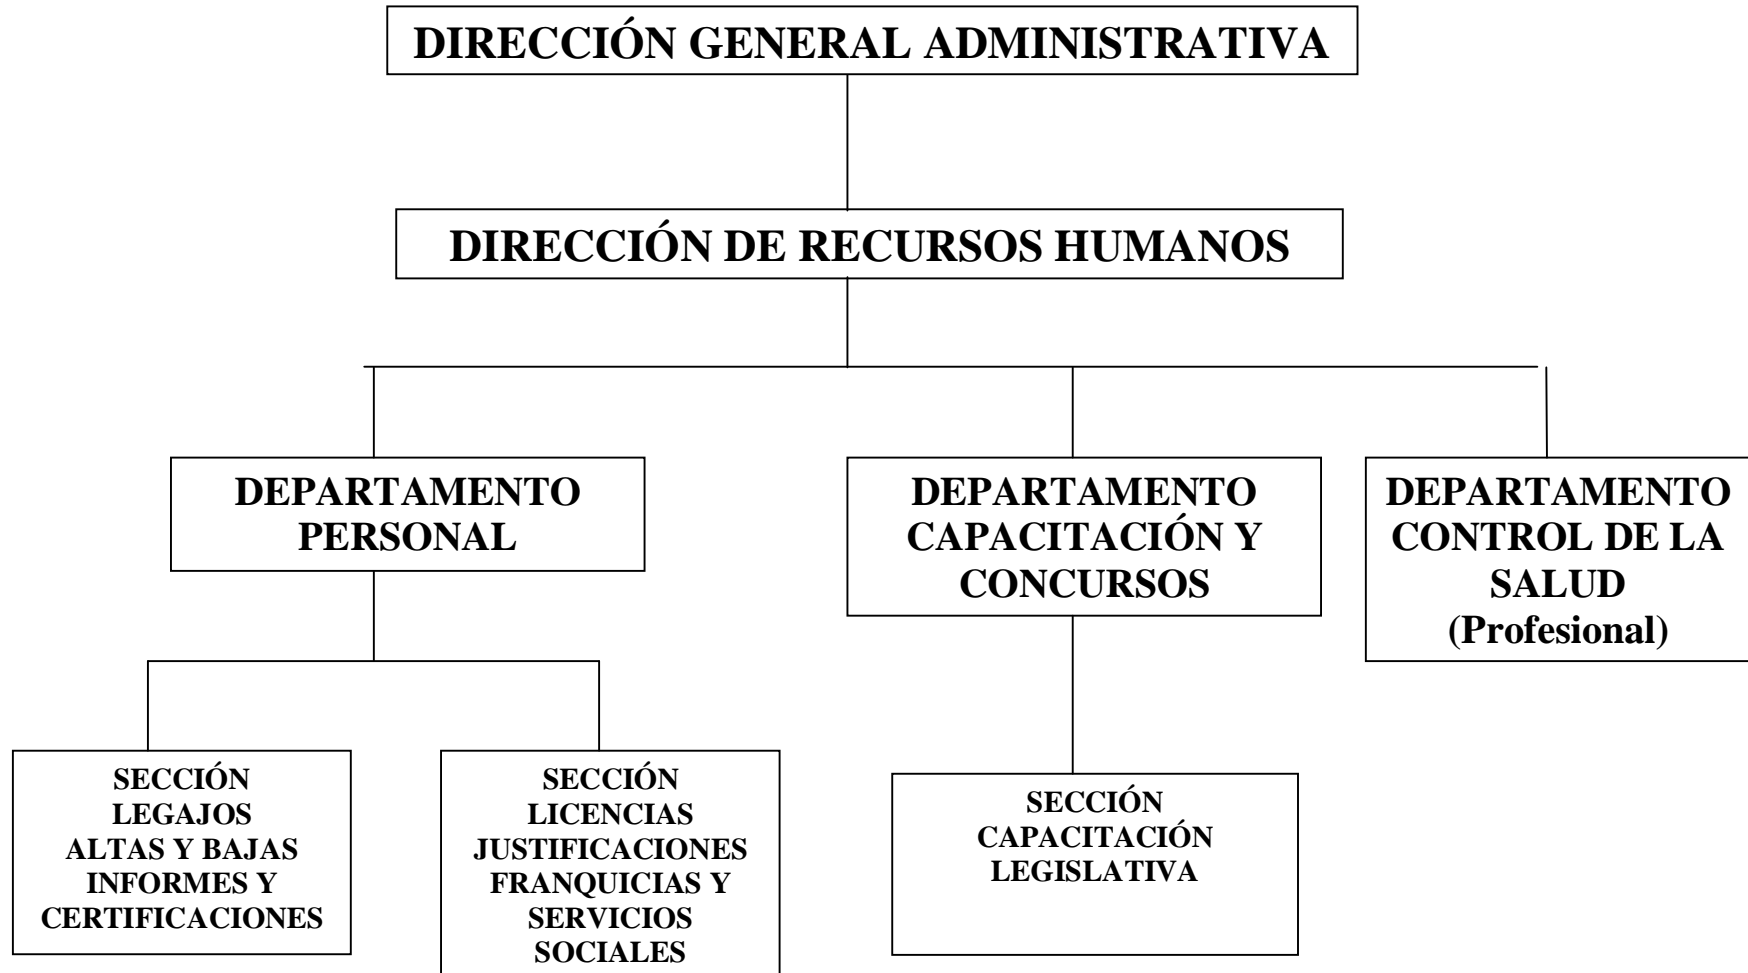 DIRECCIÓN GENERAL ADMINISTRATIVA
DIRECCIÓN DE RECURSOS HUMANOS
DEPARTAMENTO
PERSONAL
DEPARTAMENTO
CAPACITACIÓN Y
CONCURSOS
DEPARTAMENTO
CONTROL DE LA
SALUD
(Profesional)
SECCIÓN
LEGAJOS
ALTAS Y BAJAS
INFORMES Y
CERTIFICACIONES
SECCIÓN
LICENCIAS
JUSTIFICACIONES
FRANQUICIAS Y
SERVICIOS
SOCIALES
SECCIÓN
CAPACITACIÓN
LEGISLATIVA